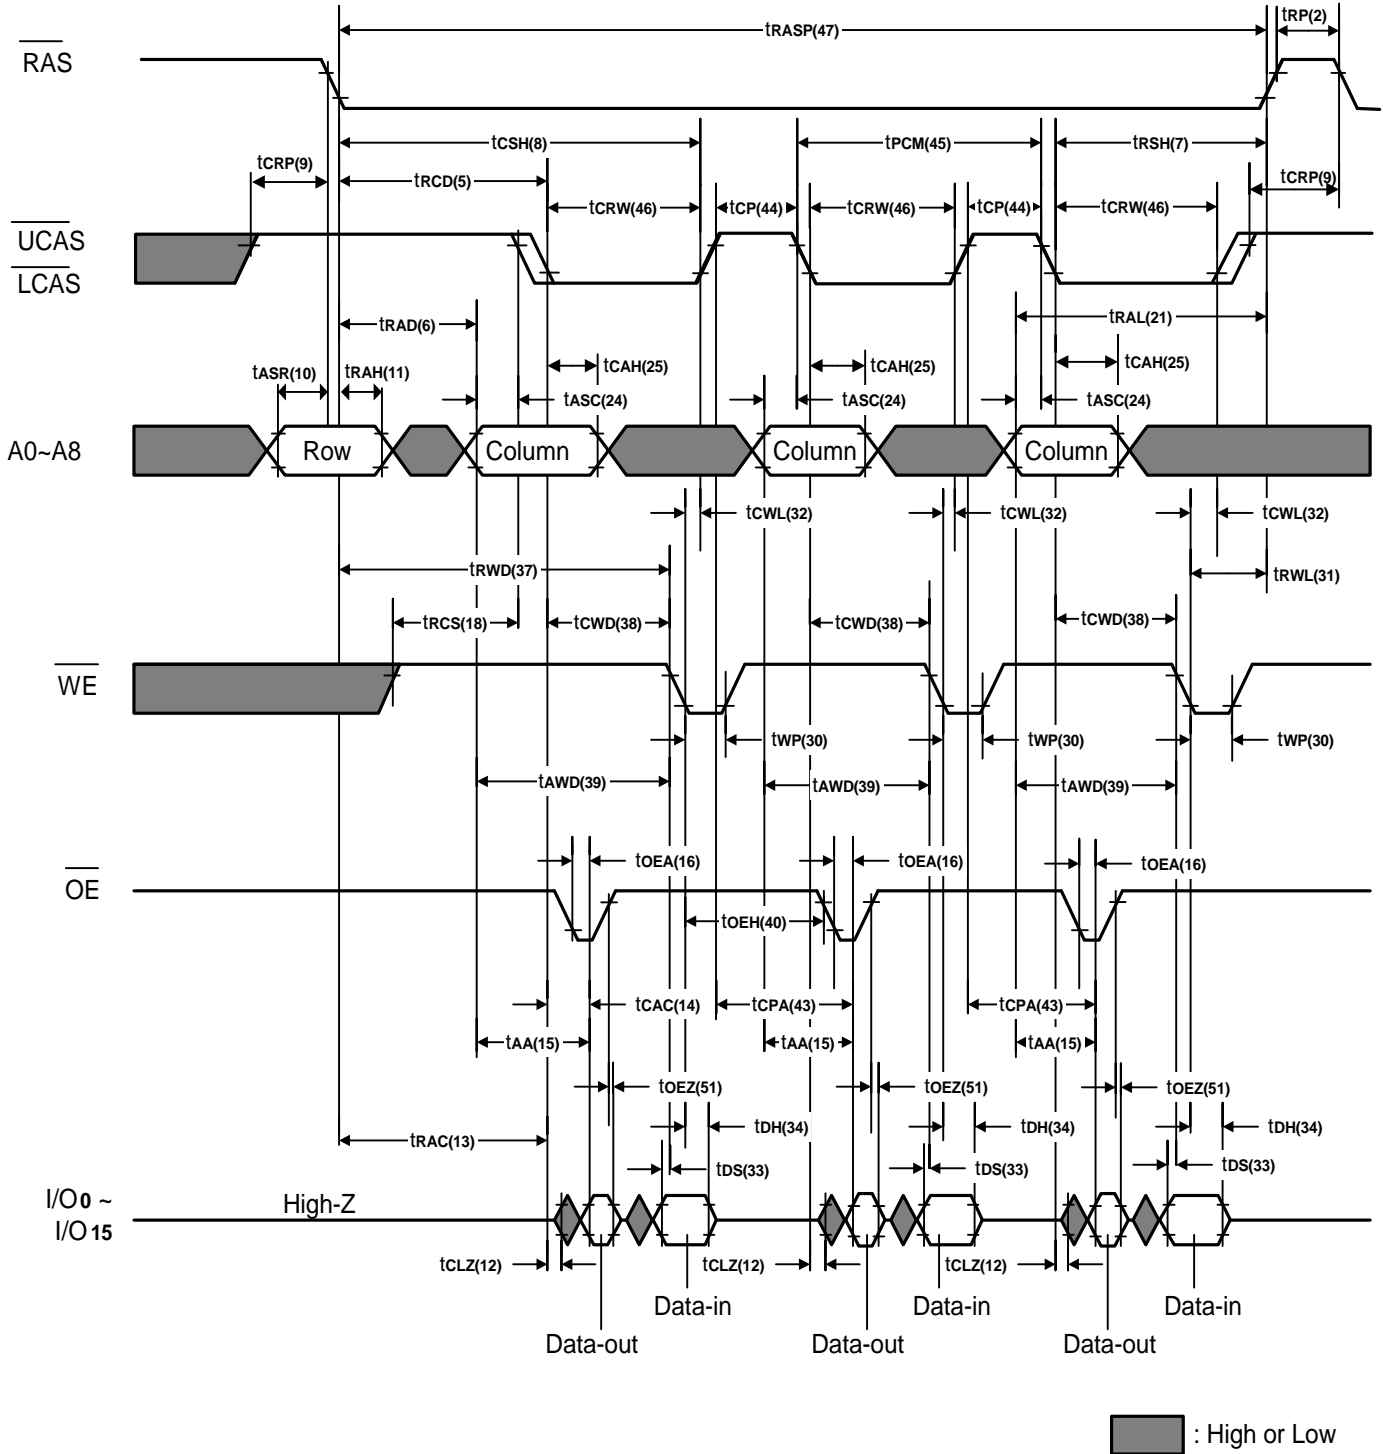 tRASP(47) tRP(2)
RAS
tCSH(8) tPCM(45) tRSH(7)
tCRP(9) tRCD(5) tCRP(9)
tCRW(46) tCP(44) tCRW(46) tCP(44) tCRW(46)
UCAS
LCAS
tRAD(6) tRAL(21)
tASR(10) tRAH(11) tCAH(25) tCAH(25) tCAH(25)
tASC(24) tASC(24) tASC(24)
A0~A8 Row Column Column Column
tCWL(32) tCWL(32) tCWL(32)
tRWD(37) tRWL(31)
tRCS(18) tCWD(38) tCWD(38) tCWD(38)
WE
tWP(30) tWP(30) tWP(30)
tAWD(39) tAWD(39) tAWD(39)
tOEA(16) tOEA(16) tOEA(16)
OE
tOEH(40)
tCAC(14) tCPA(43) tCPA(43)
tAA(15) tAA(15) tAA(15)
tOEZ(51) tOEZ(51) tOEZ(51)
tRAC(13) tDH(34) tDH(34) tDH(34)
tDS(33) tDS(33) tDS(33)
I/O0 ~
I/O15
High-Z
tCLZ(12) tCLZ(12) tCLZ(12)
Data-in Data-in Data-in
Data-out Data-out Data-out
: High or Low